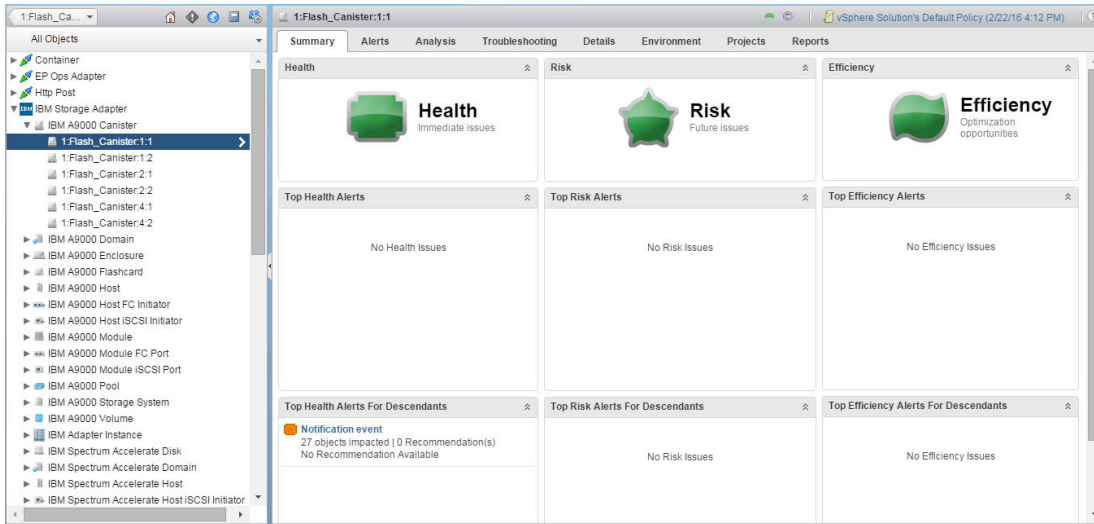 1:Flash_Ca...
1:Flash_Canister:1:1
vSphere Solution's Default Policy (2/22/16 4:12 PM)
All Objects
Container
EP Ops Adapter
Http Post
IBM
IBM Storage Adapter
IBM A9000 Canister
1:Flash_Canister:1:1
1:Flash_Canister:1:2
1:Flash_Canister:2:1
1:Flash_Canister:2:2
1:Flash_Canister:4:1
1:Flash_Canister:4:2
IBM A9000 Domain
IBM A9000 Enclosure
IBM A9000 Flashcard
IBM A9000 Host
IBM A9000 Host FC Initiator
IBM A9000 Host iSCSI Initiator
IBM A9000 Module
IBM A9000 Module FC Port
IBM A9000 Module iSCSI Port
IBM A9000 Pool
IBM A9000 Storage System
IBM A9000 Volume
IBM Adapter Instance
IBM Spectrum Accelerate Disk
IBM Spectrum Accelerate Domain
IBM Spectrum Accelerate Host
IBM Spectrum Accelerate Host iSCSI Initiator
Summary Alerts Analysis Troubleshooting Details Environment Projects Reports
Health
Health
Immediate issues
Risk
Risk
Future issues
Efficiency
Efficiency
Optimization
opportunities
Top Health Alerts
No Health Issues
Top Risk Alerts
No Risk Issues
Top Efficiency Alerts
No Efficiency Issues
Top Health Alerts For Descendants
Notification event
27 objects impacted | 0 Recommendation(s)
No Recommendation Available
Top Risk Alerts For Descendants
No Risk Issues
Top Efficiency Alerts For Descendants
No Efficiency Issues